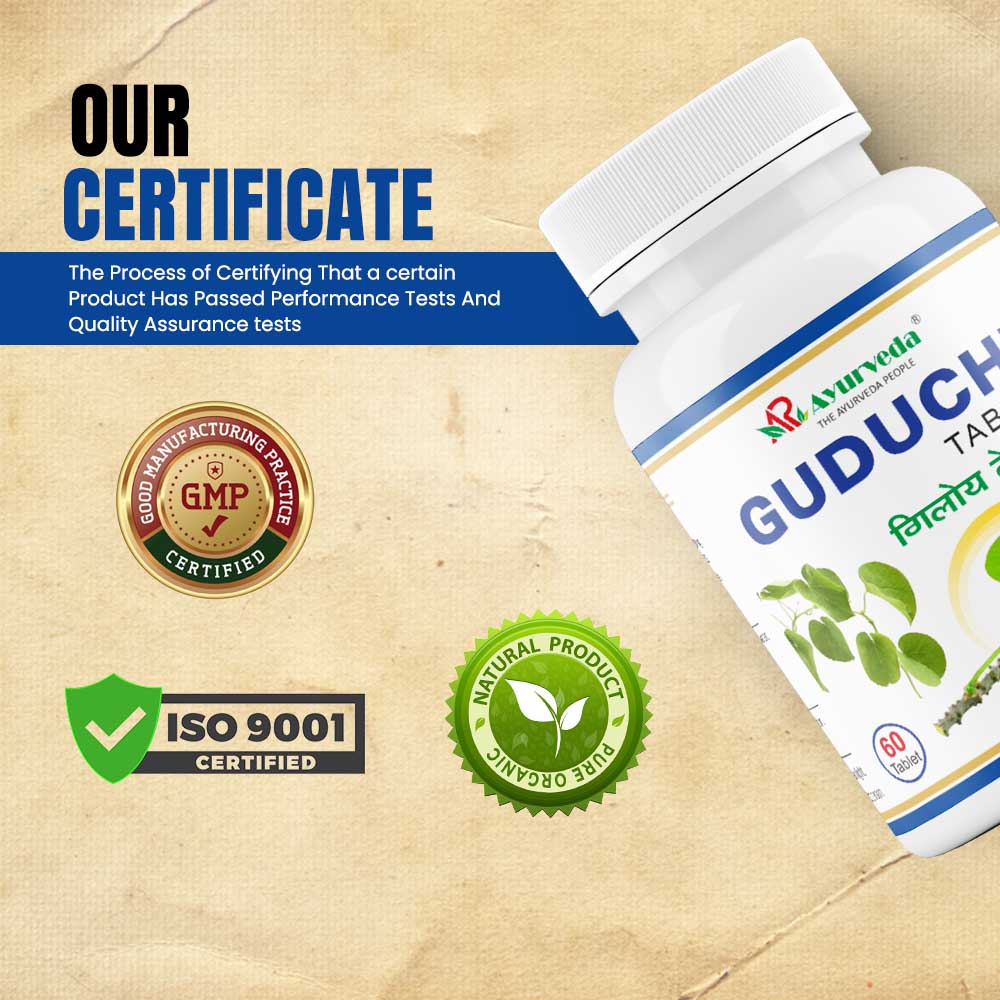 OUR
CERTIFICATE
The Process of Certifying That a certain
Product Has Passed Performance Tests And
Quality Assurance tests
GOOD MANUFACTURING PRACTICE
GMP
CERTIFIED
ISO 9001
CERTIFIED
NATURAL PRODUCT
PURE ORGANIC
AR Ayurveda®
THE AYURVEDA PEOPLE
GUDUCH
TAB
गिलोय
60
Tablet